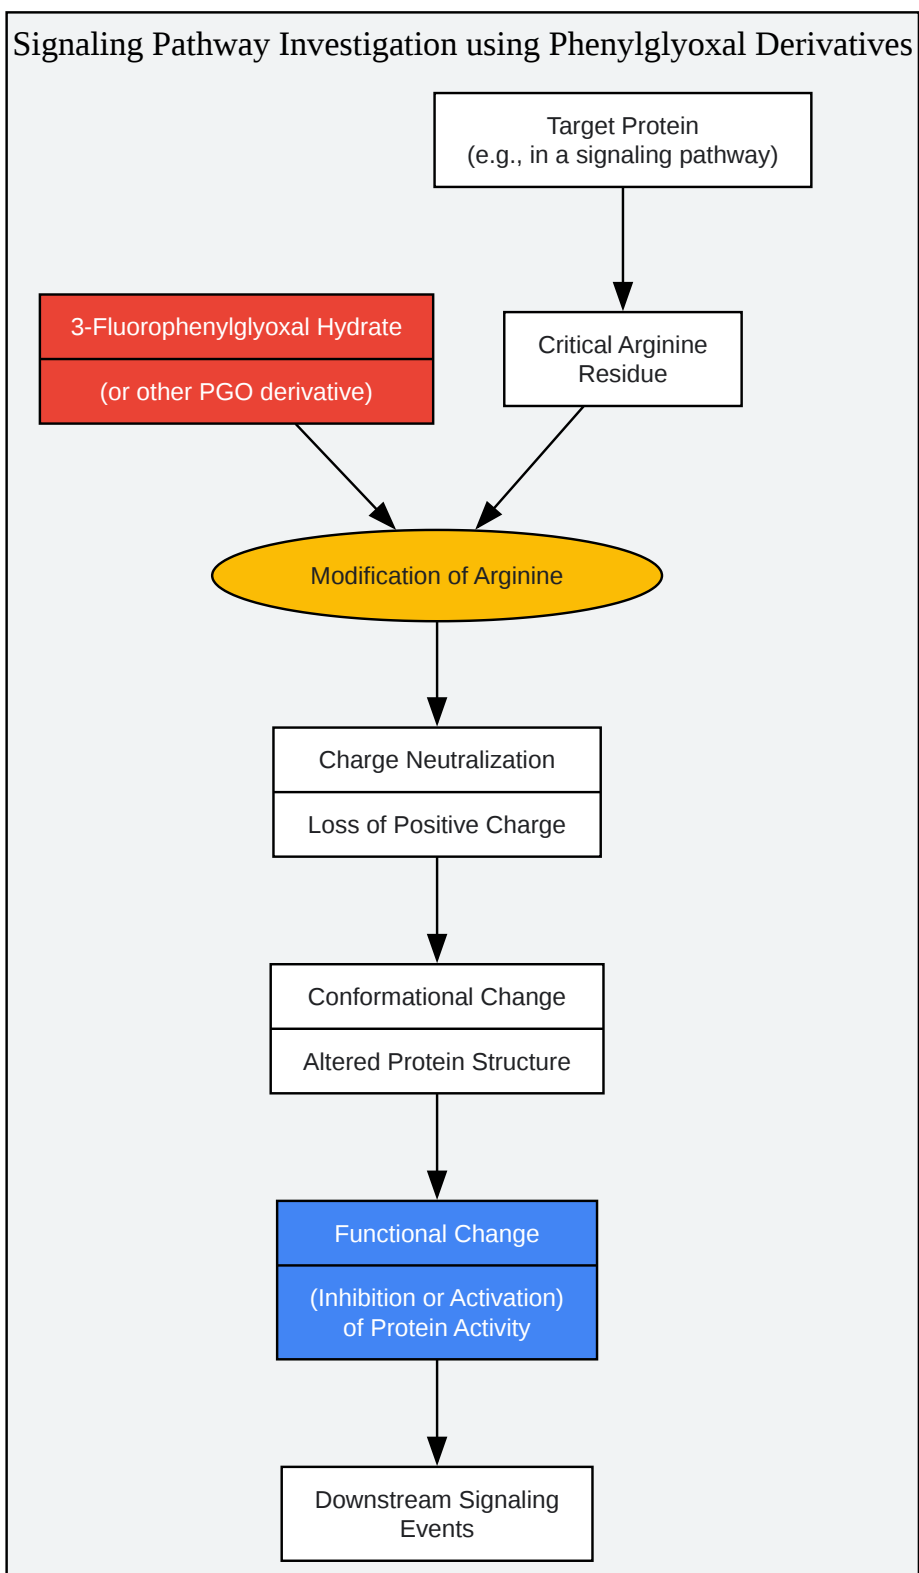 Signaling Pathway Investigation using Phenylglyoxal Derivatives
Target Protein
(e.g., in a signaling pathway)
3-Fluorophenylglyoxal Hydrate
(or other PGO derivative)
Critical Arginine
Residue
Modification of Arginine
Charge Neutralization
Loss of Positive Charge
Conformational Change
Altered Protein Structure
Functional Change
(Inhibition or Activation)
of Protein Activity
Downstream Signaling
Events